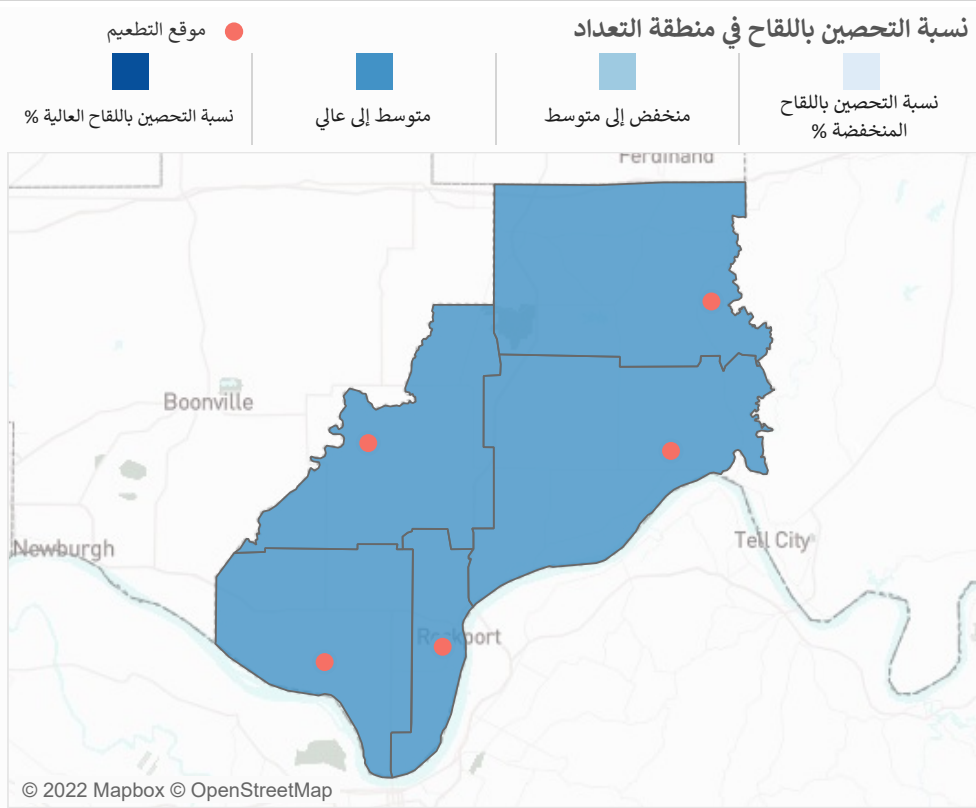 نسبة التحصين باللقاح في منطقة التعداد
موقع التطعيم
نسبة التحصين باللقاح
المنخفضة %
منخفض إلى متوسط
متوسط إلى عالي
نسبة التحصين باللقاح العالية %
Ferdinand
Boonville
Newburgh
Tell City
Rockport
© 2022 Mapbox © OpenStreetMap